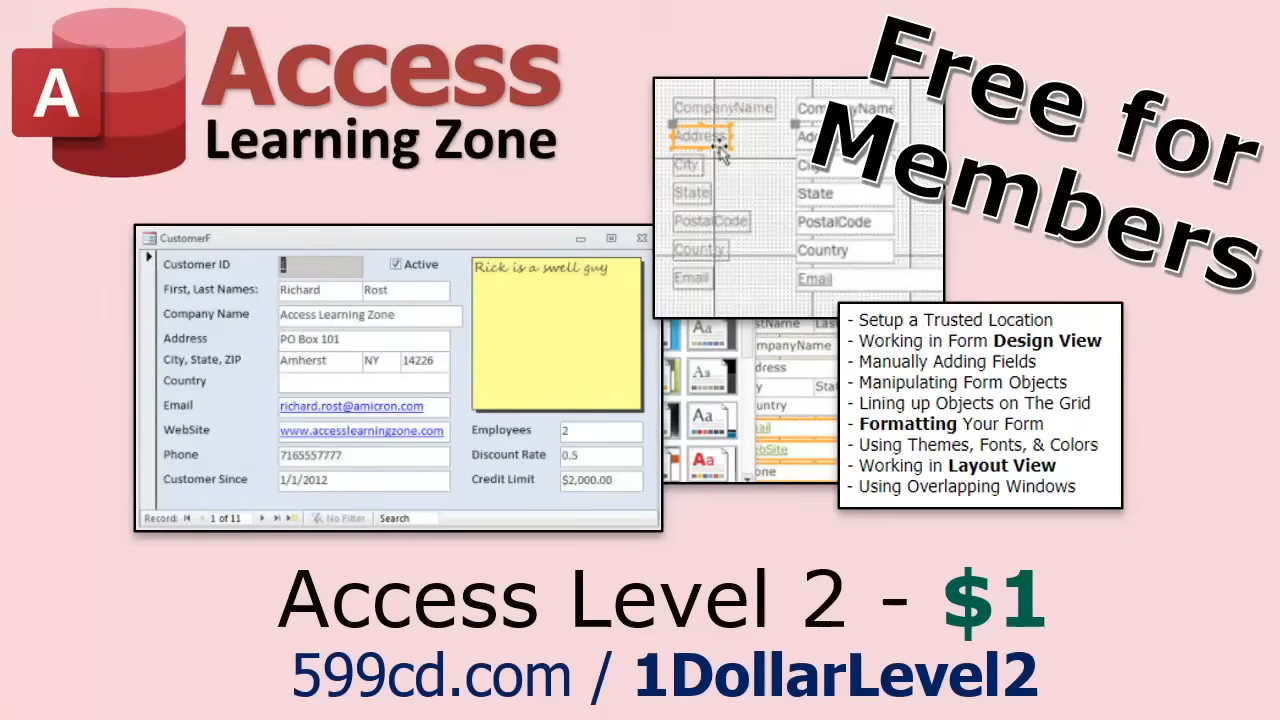 A
Access
Learning Zone
Free for
Members
CompanyName CompanyName
Address
City
State State
PostalCode PostalCode
Country Country
Email Email
CustomerF
Customer ID 1 Active
First, Last Names: Richard Rost
Company Name Access Learning Zone
Address PO Box 101
City, State, ZIP Amherst NY 14226
Country
Email richard.rost@amicron.com
WebSite www.accesslearningzone.com
Phone 7165557777
Customer Since 1/1/2012
Rick is a swell guy
Employees 2
Discount Rate 0.5
Credit Limit $2,000.00
Record: 1 of 11 No Filter Search
Aa
Aa
Aa
Aa
- Setup a Trusted Location
- Working in Form Design View
- Manually Adding Fields
- Manipulating Form Objects
- Lining up Objects on The Grid
- Formatting Your Form
- Using Themes, Fonts, & Colors
- Working in Layout View
- Using Overlapping Windows
Access Level 2 - $1
599cd.com / 1DollarLevel2